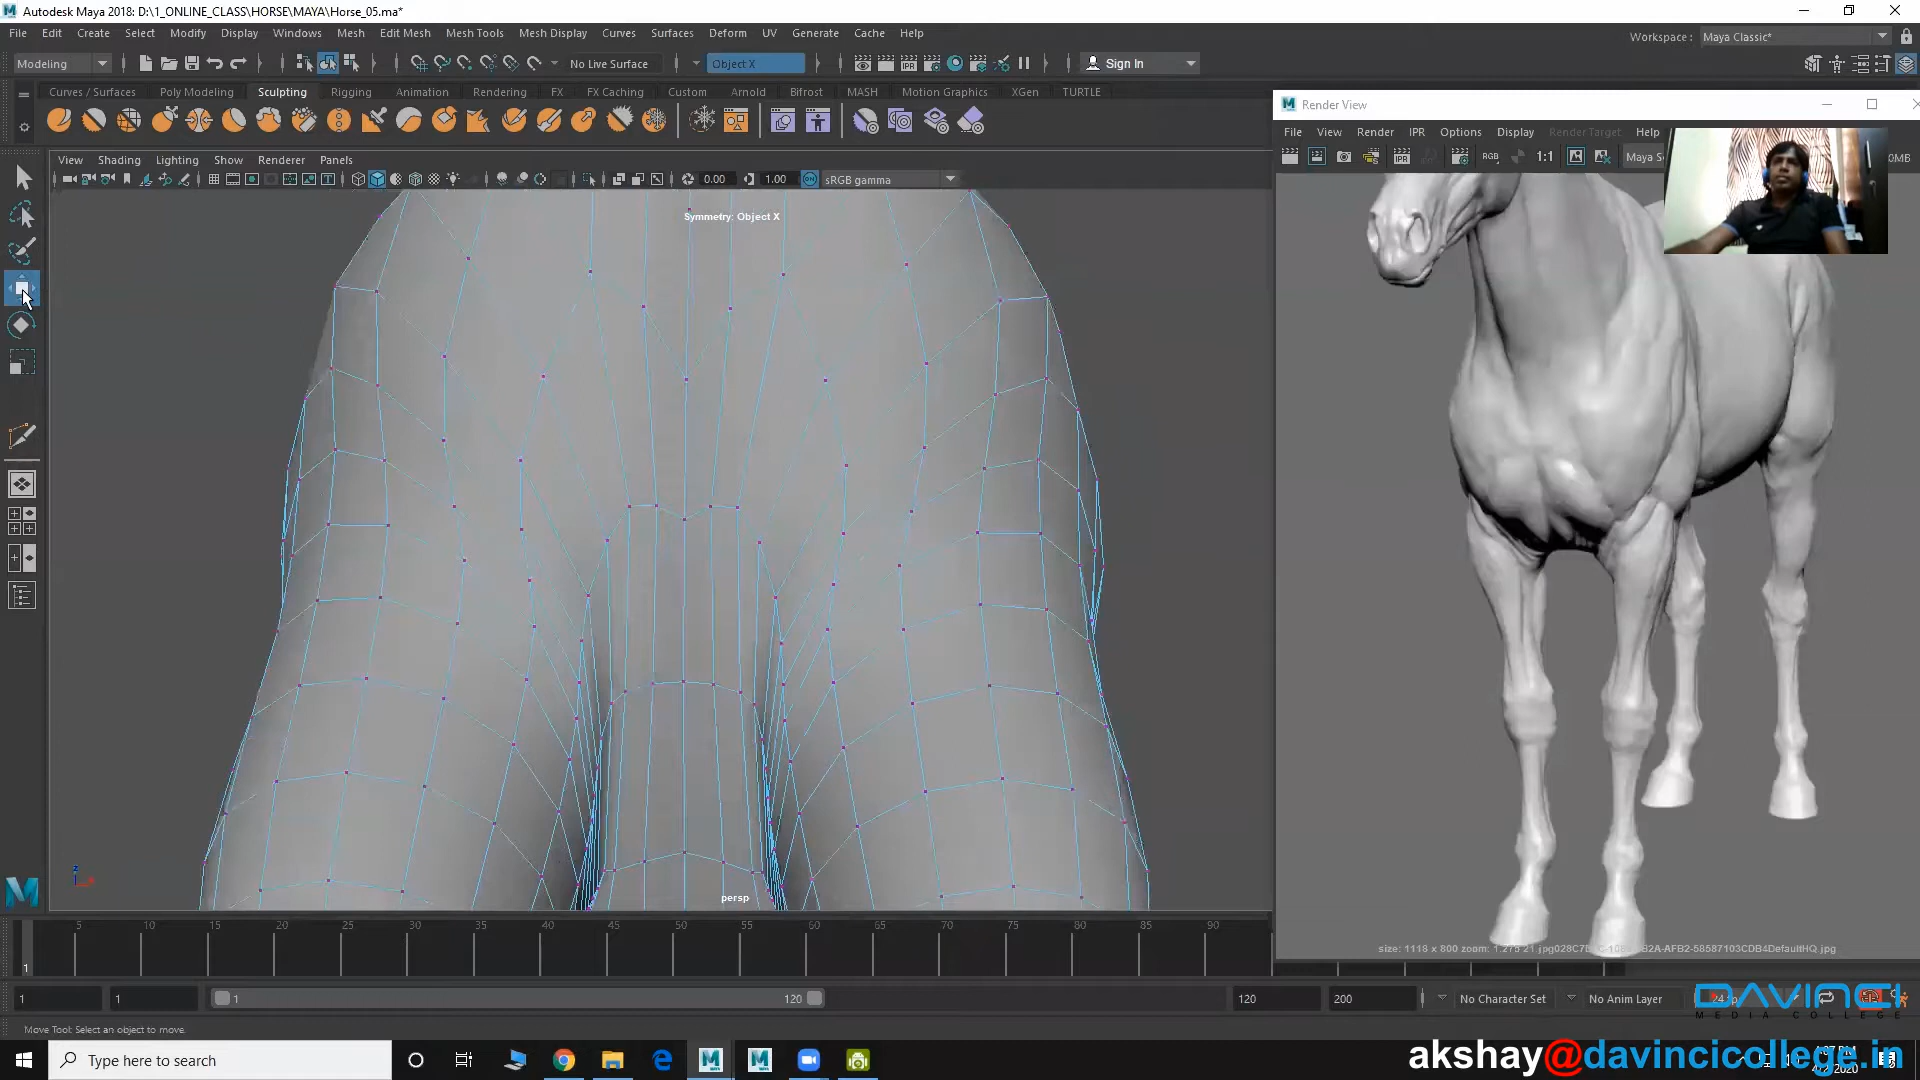 Autodesk Maya 2018: D:\1_ONLINE_CLASS\HORSE\MAYA\Horse_05.ma*
File Edit Create Select Modify Display Windows Mesh Edit Mesh Mesh Tools Mesh Display Curves Surfaces Deform UV Generate Cache Help
Workspace : Maya Classic*
Modeling No Live Surface Object X Sign In
Curves / Surfaces Poly Modeling Sculpting Rigging Animation Rendering FX FX Caching Custom Arnold Bifrost MASH Motion Graphics XGen TURTLE
Render View
File View Render IPR Options Display Render Target Help
RGB 1:1
View Shading Lighting Show Renderer Panels
0.00 1.00 sRGB gamma
Symmetry: Object X
persp
5 10 15 20 25 30 35 40 45 50 55 60 65 70 75 80 85 90
1
1 1 1 120 120 200 No Character Set No Anim Layer
DAVINCI
MEDIA COLLEGE
Move Tool: Select an object to move.
Type here to search
akshay@davincicollege.in